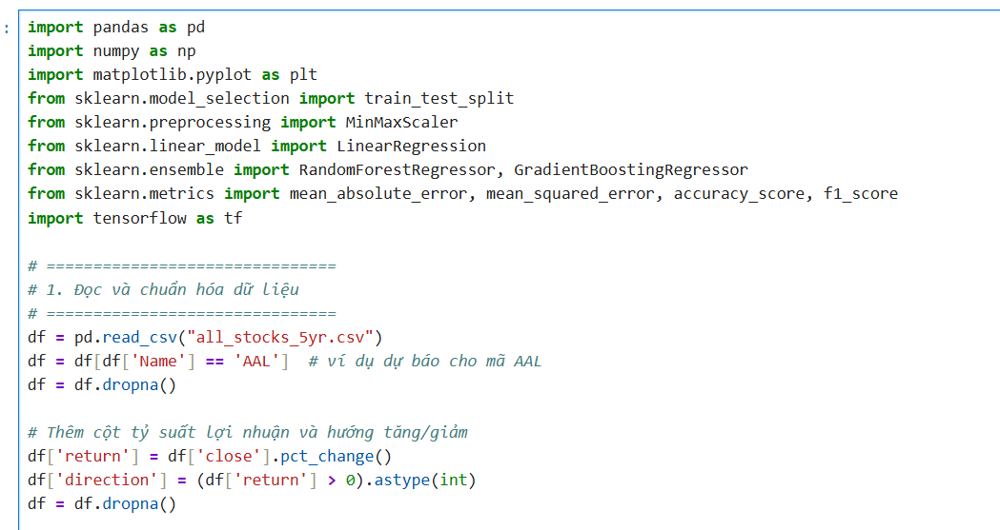 :
import pandas as pd
import numpy as np
import matplotlib.pyplot as plt
from sklearn.model_selection import train_test_split
from sklearn.preprocessing import MinMaxScaler
from sklearn.linear_model import LinearRegression
from sklearn.ensemble import RandomForestRegressor, GradientBoostingRegressor
from sklearn.metrics import mean_absolute_error, mean_squared_error, accuracy_score, f1_score
import tensorflow as tf
# ===============================
# 1. Đọc và chuẩn hóa dữ liệu
# ===============================
df = pd.read_csv("all_stocks_5yr.csv")
df = df[df['Name'] == 'AAL']  # ví dụ dự báo cho mã AAL
df = df.dropna()
# Thêm cột tỷ suất lợi nhuận và hướng tăng/giảm
df['return'] = df['close'].pct_change()
df['direction'] = (df['return'] > 0).astype(int)
df = df.dropna()